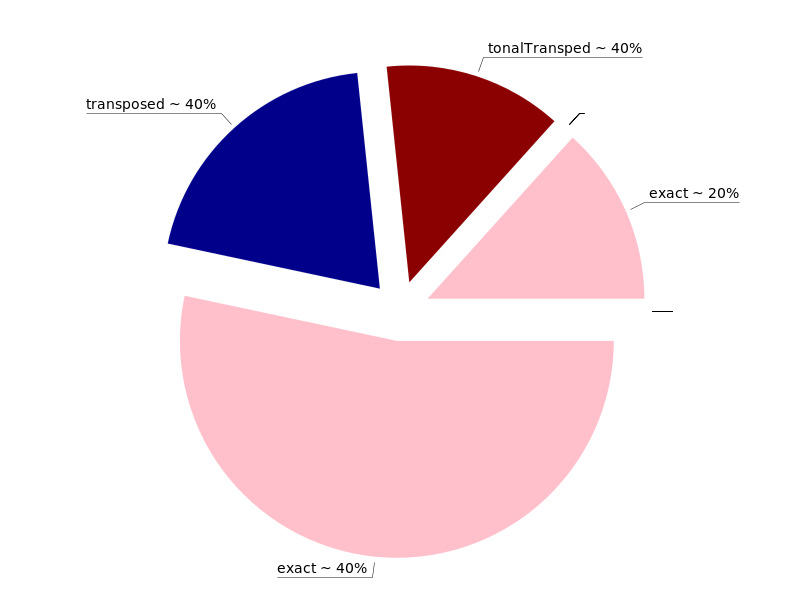 tonalTransped ~ 40%
transposed ~ 40%
exact ~ 20%
exact ~ 40%